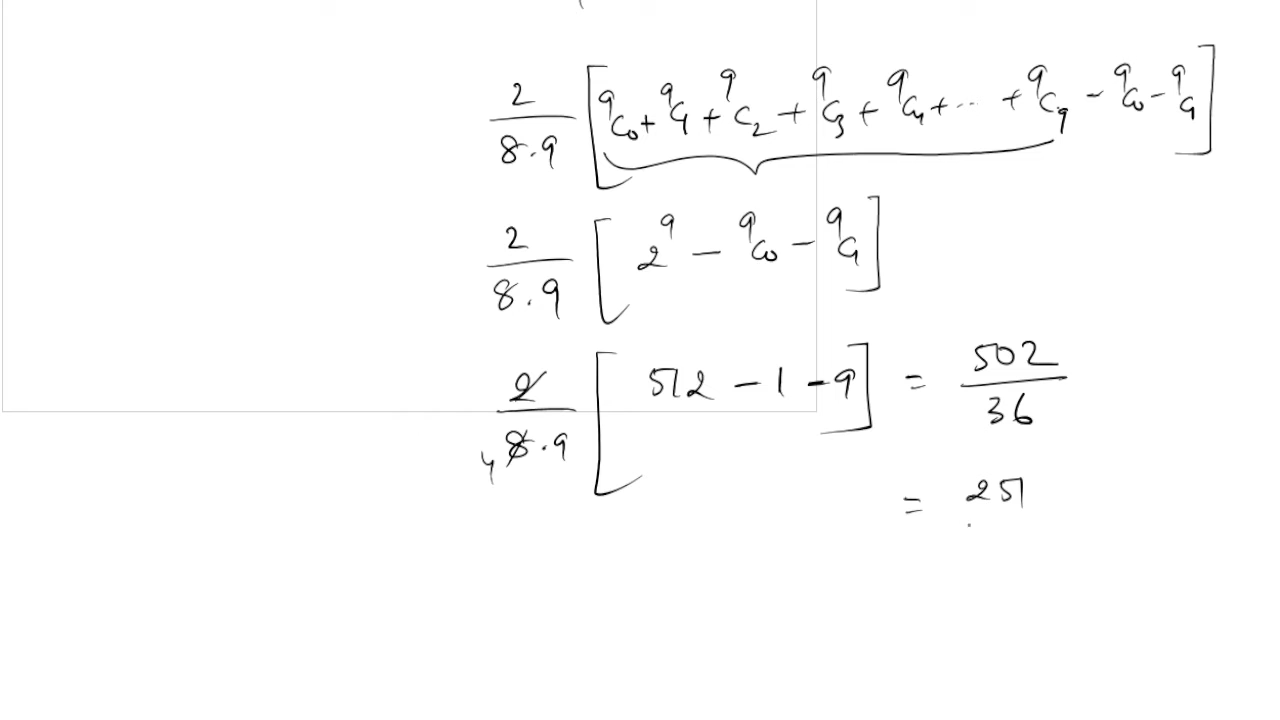 2/8.9 [⁹C₀ + ⁹C₁ + ⁹C₂ + ⁹C₃ + ⁹C₄ + ... + ⁹C₉ - ⁹C₀ - ⁹C₁]
2/8.9 [2⁹ - ⁹C₀ - ⁹C₁]
2/8.9 4 [512 - 1 - 9] = 502/36
= 251